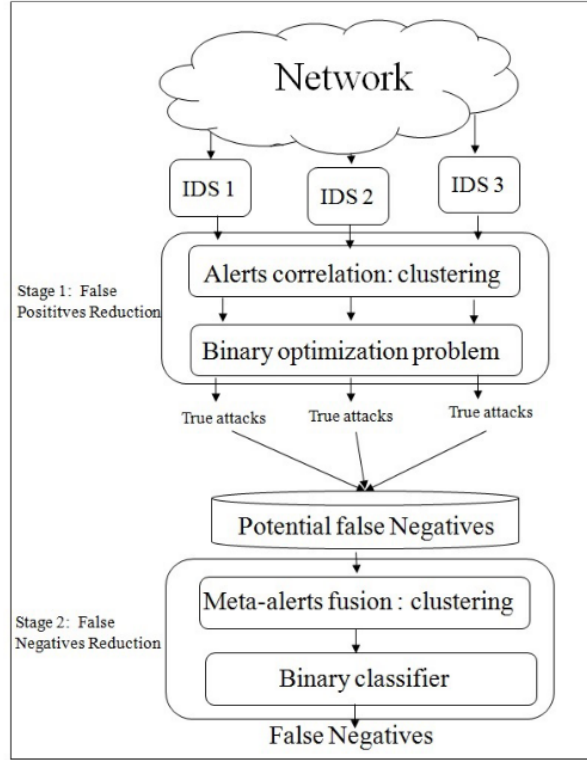 Network
IDS 1
IDS 2
IDS 3
Alerts correlation: clustering
Stage 1: False
Posititves Reduction
Binary optimization problem
True attacks
True attacks
True attacks
Potential false Negatives
Meta-alerts fusion : clustering
Stage 2: False
Negatives Reduction
Binary classifier
False Negatives